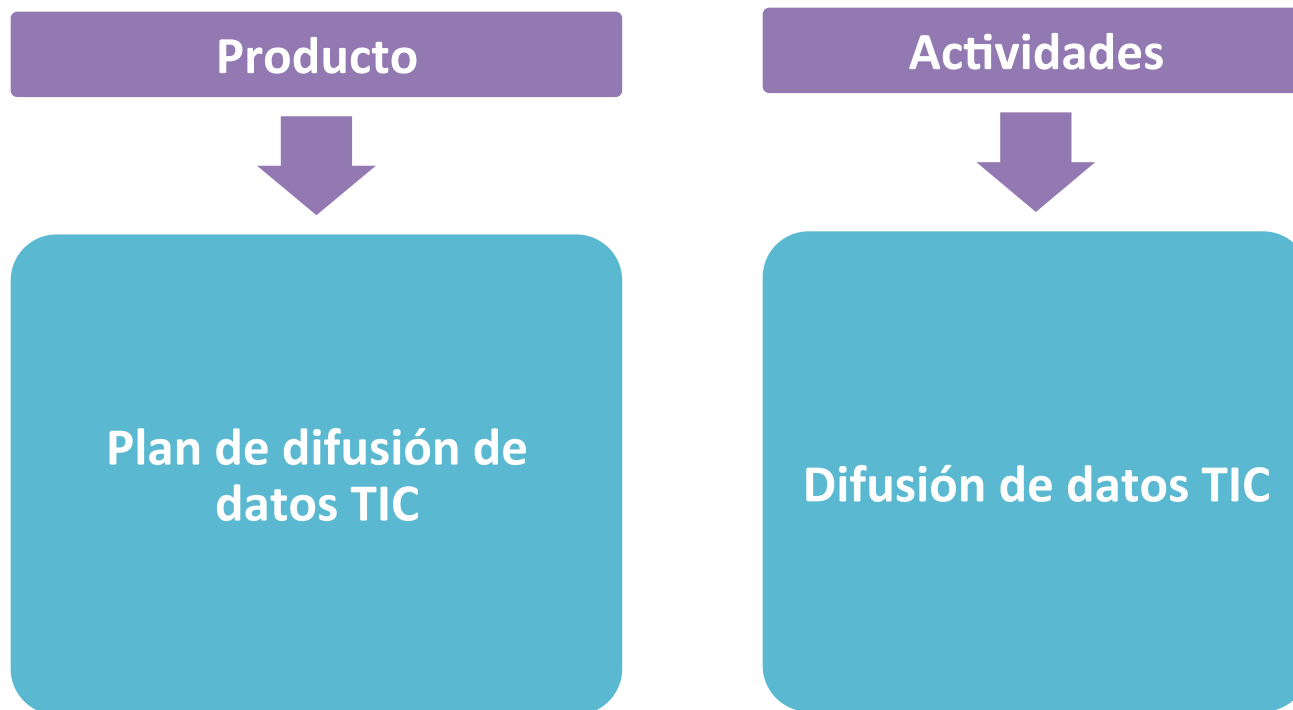 Producto
Actividades
Plan de difusión de
datos TIC
Difusión de datos TIC